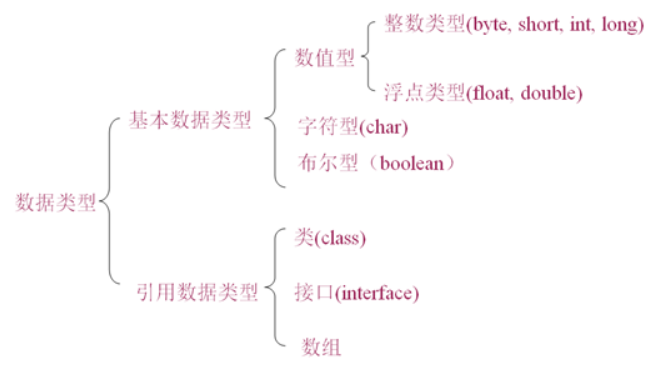 整数类型(byte, short, int, long)
数值型
浮点类型(float, double)
基本数据类型
字符型(char)
布尔型（boolean）
数据类型
类(class)
引用数据类型
接口(interface)
数组